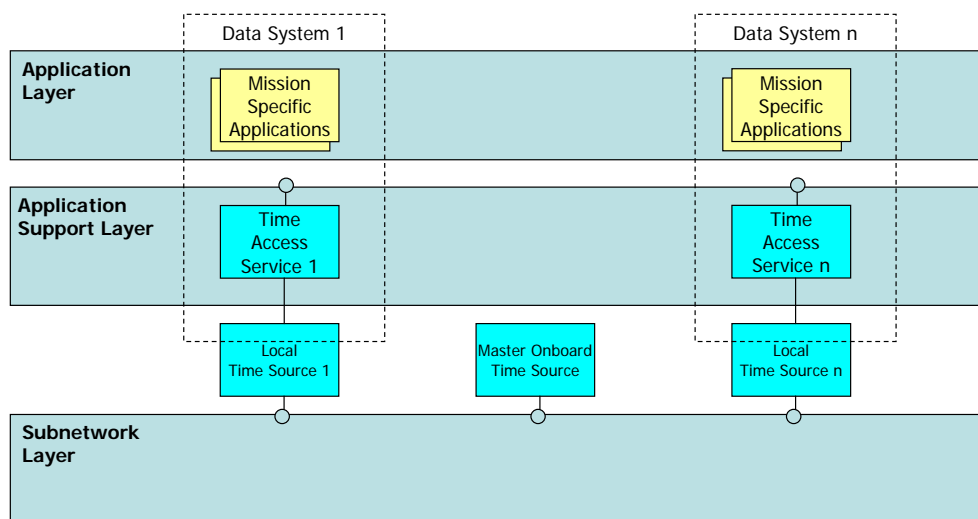 Data System 1
Data System n
Application
Layer
Mission
Specific
Applications
Mission
Specific
Applications
Application
Support Layer
Time
Access
Service 1
Time
Access
Service n
Local
Time Source 1
Master Onboard
Time Source
Local
Time Source n
Subnetwork
Layer